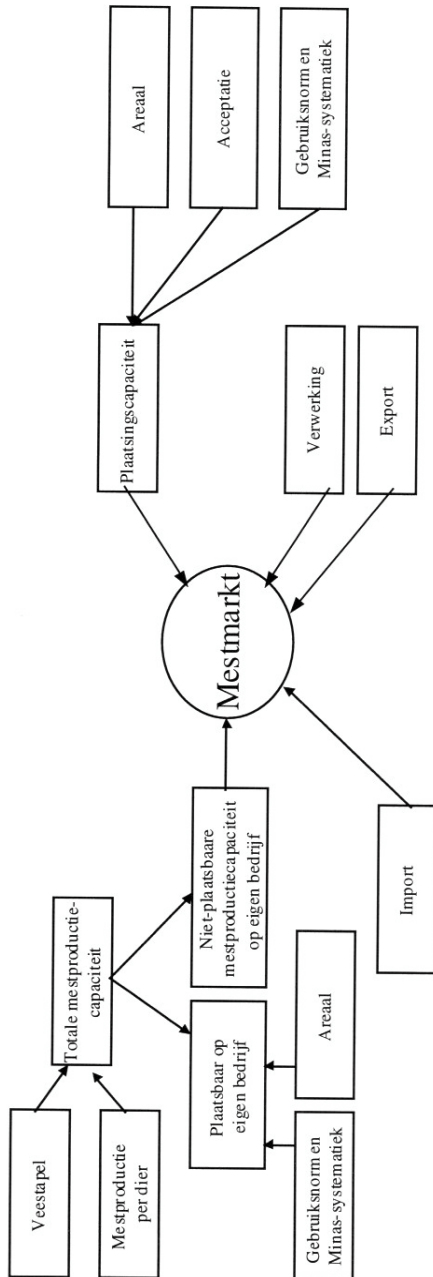 Veestapel
Mestproductie
per dier
Totale mestproductie-
capaciteit
Gebruiksnorm en
Minas-systematiek
Plaatsbaar op
eigen bedrijf
Areaal
Niet-plaatsbaare
mestproductiecapaciteit
op eigen bedrijf
Import
Mestmarkt
Plaatsingscapaciteit
Verwerking
Export
Areaal
Acceptatie
Gebruiksnorm en
Minas-systematiek